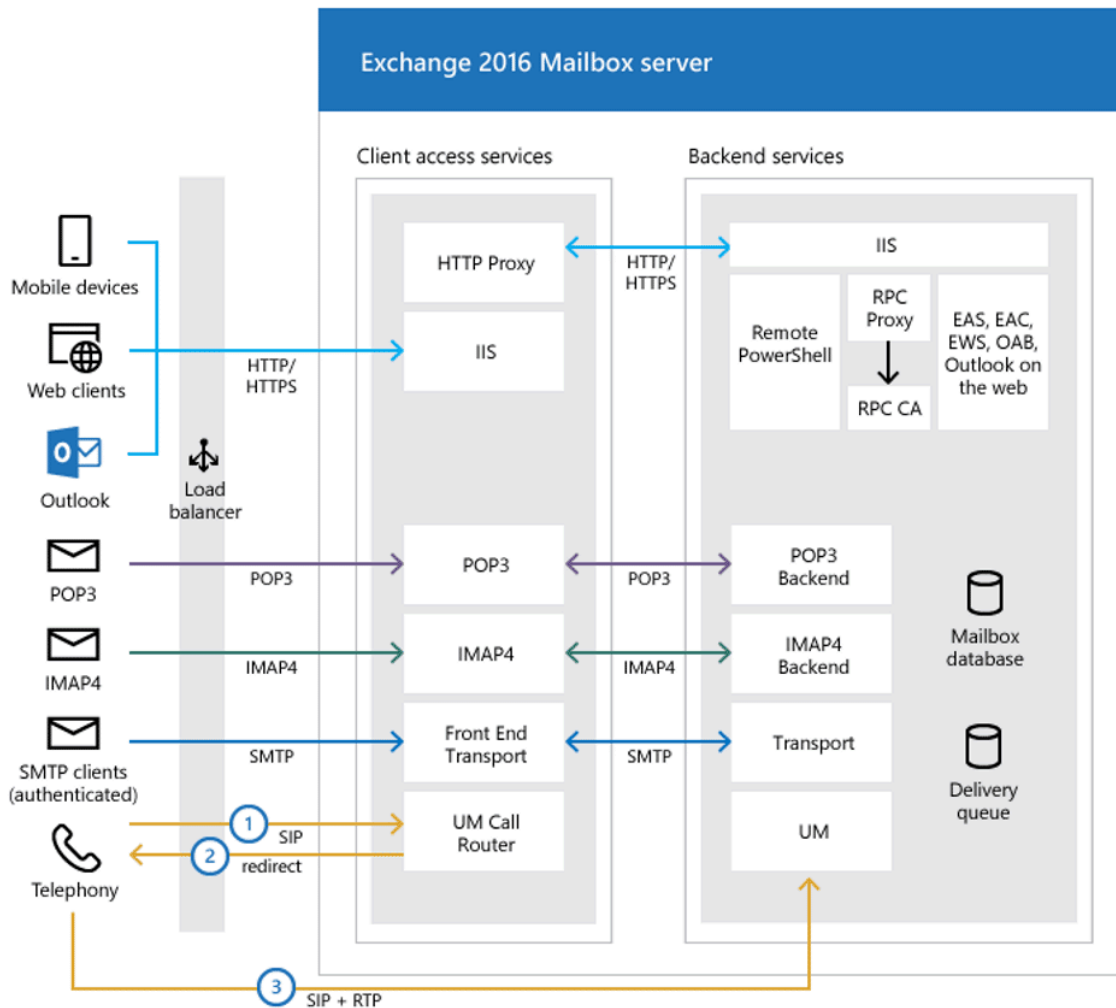 Exchange 2016 Mailbox server
Client access services
Backend services
Mobile devices
Web clients
Outlook
POP3
IMAP4
SMTP clients
(authenticated)
Telephony
Load
balancer
HTTP/
HTTPS
POP3
IMAP4
SMTP
1
SIP
2
redirect
3
SIP + RTP
HTTP Proxy
IIS
POP3
IMAP4
Front End
Transport
UM Call
Router
HTTP/
HTTPS
POP3
IMAP4
SMTP
IIS
Remote
PowerShell
RPC
Proxy
RPC CA
EAS, EAC,
EWS, OAB,
Outlook on
the web
POP3
Backend
IMAP4
Backend
Transport
UM
Mailbox
database
Delivery
queue